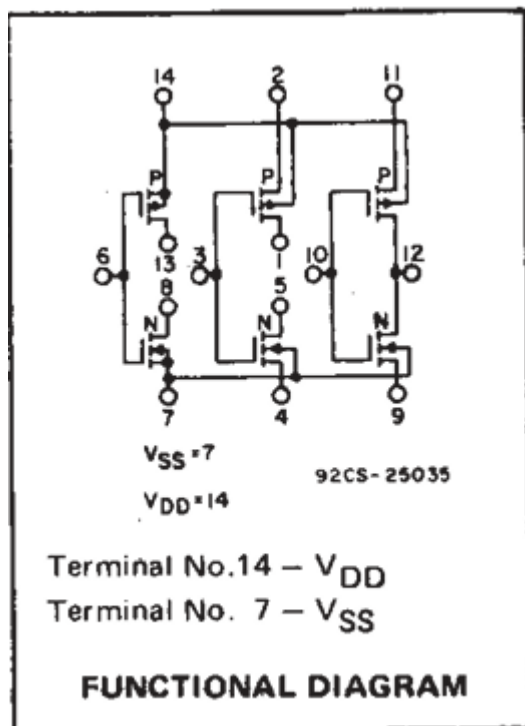 14 2 11
P P P
6 13 3 1 10 12
8 5
N N N
7 4 9
VSS=7
92CS-25035
VDD=14
Terminal No.14 – VDD
Terminal No. 7 – VSS
FUNCTIONAL DIAGRAM